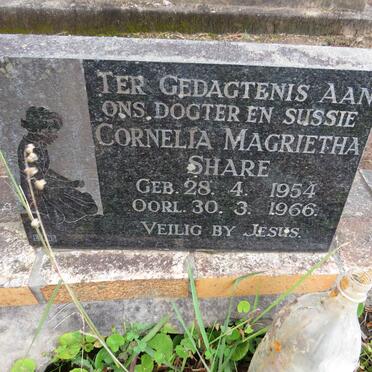 TER GEDAGTENIS AAN
ONS DOGTER EN SUSSIE
CORNELIA MAGRIETHA
SHARE
GEB. 28. 4. 1954
OORL. 30. 3. 1966.
VEILIG BY JESUS.